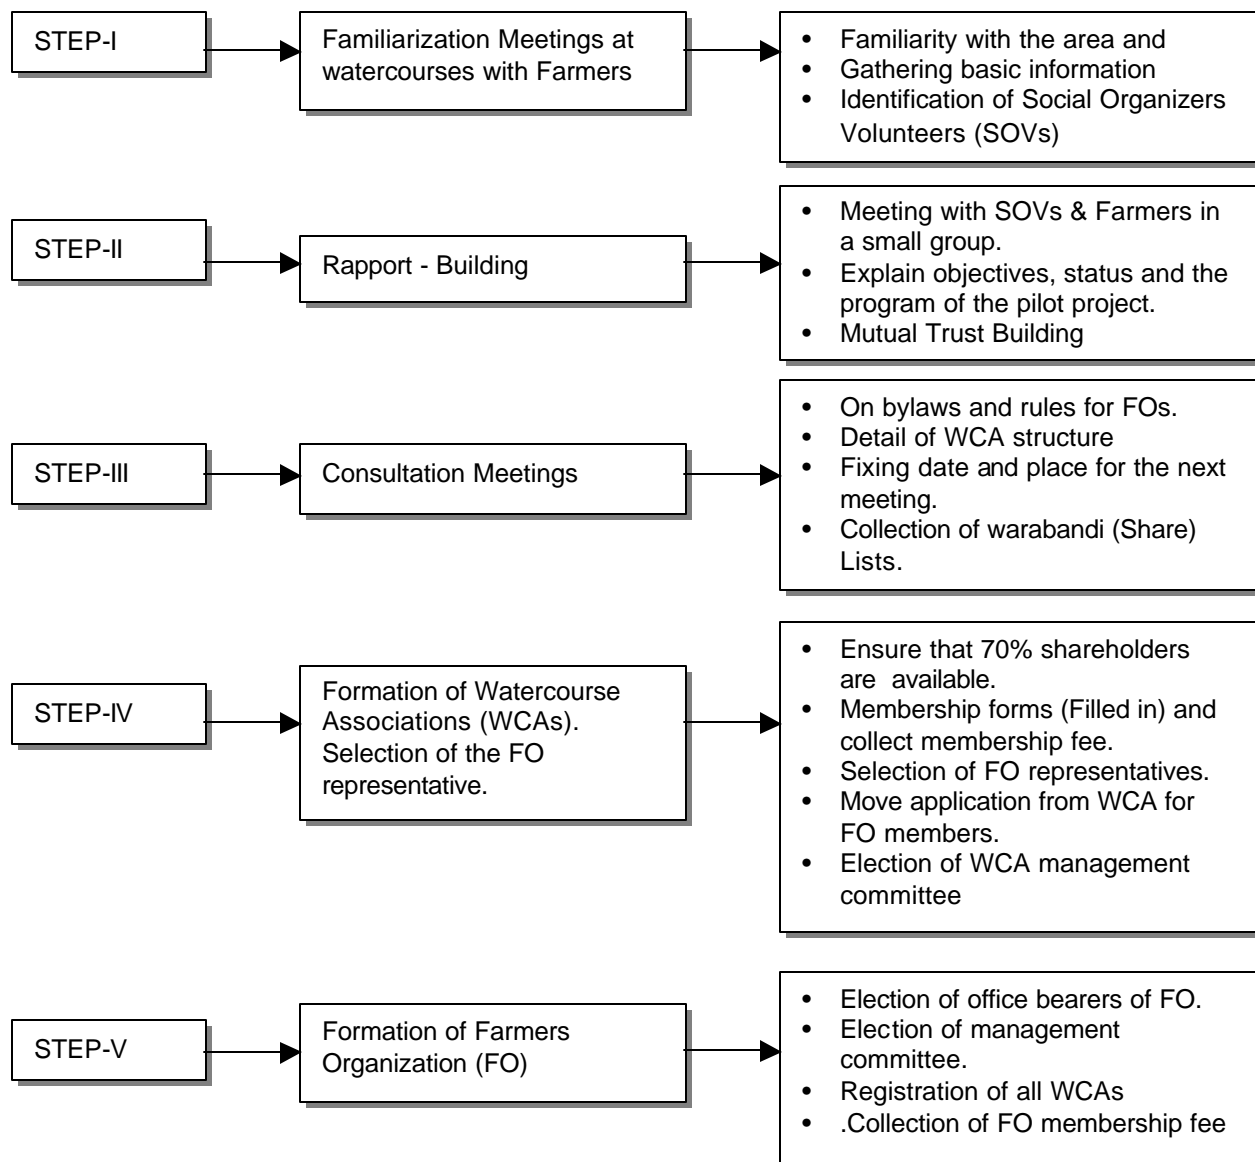 STEP-I
Familiarization Meetings at
watercourses with Farmers
• Familiarity with the area and
• Gathering basic information
• Identification of Social Organizers
Volunteers (SOVs)
STEP-II
Rapport - Building
• Meeting with SOVs & Farmers in
a small group.
• Explain objectives, status and the
program of the pilot project.
• Mutual Trust Building
STEP-III
Consultation Meetings
• On bylaws and rules for FOs.
• Detail of WCA structure
• Fixing date and place for the next
meeting.
• Collection of warabandi (Share)
Lists.
STEP-IV
Formation of Watercourse
Associations (WCAs).
Selection of the FO
representative.
• Ensure that 70% shareholders
are available.
• Membership forms (Filled in) and
collect membership fee.
• Selection of FO representatives.
• Move application from WCA for
FO members.
• Election of WCA management
committee
STEP-V
Formation of Farmers
Organization (FO)
• Election of office bearers of FO.
• Election of management
committee.
• Registration of all WCAs
• .Collection of FO membership fee